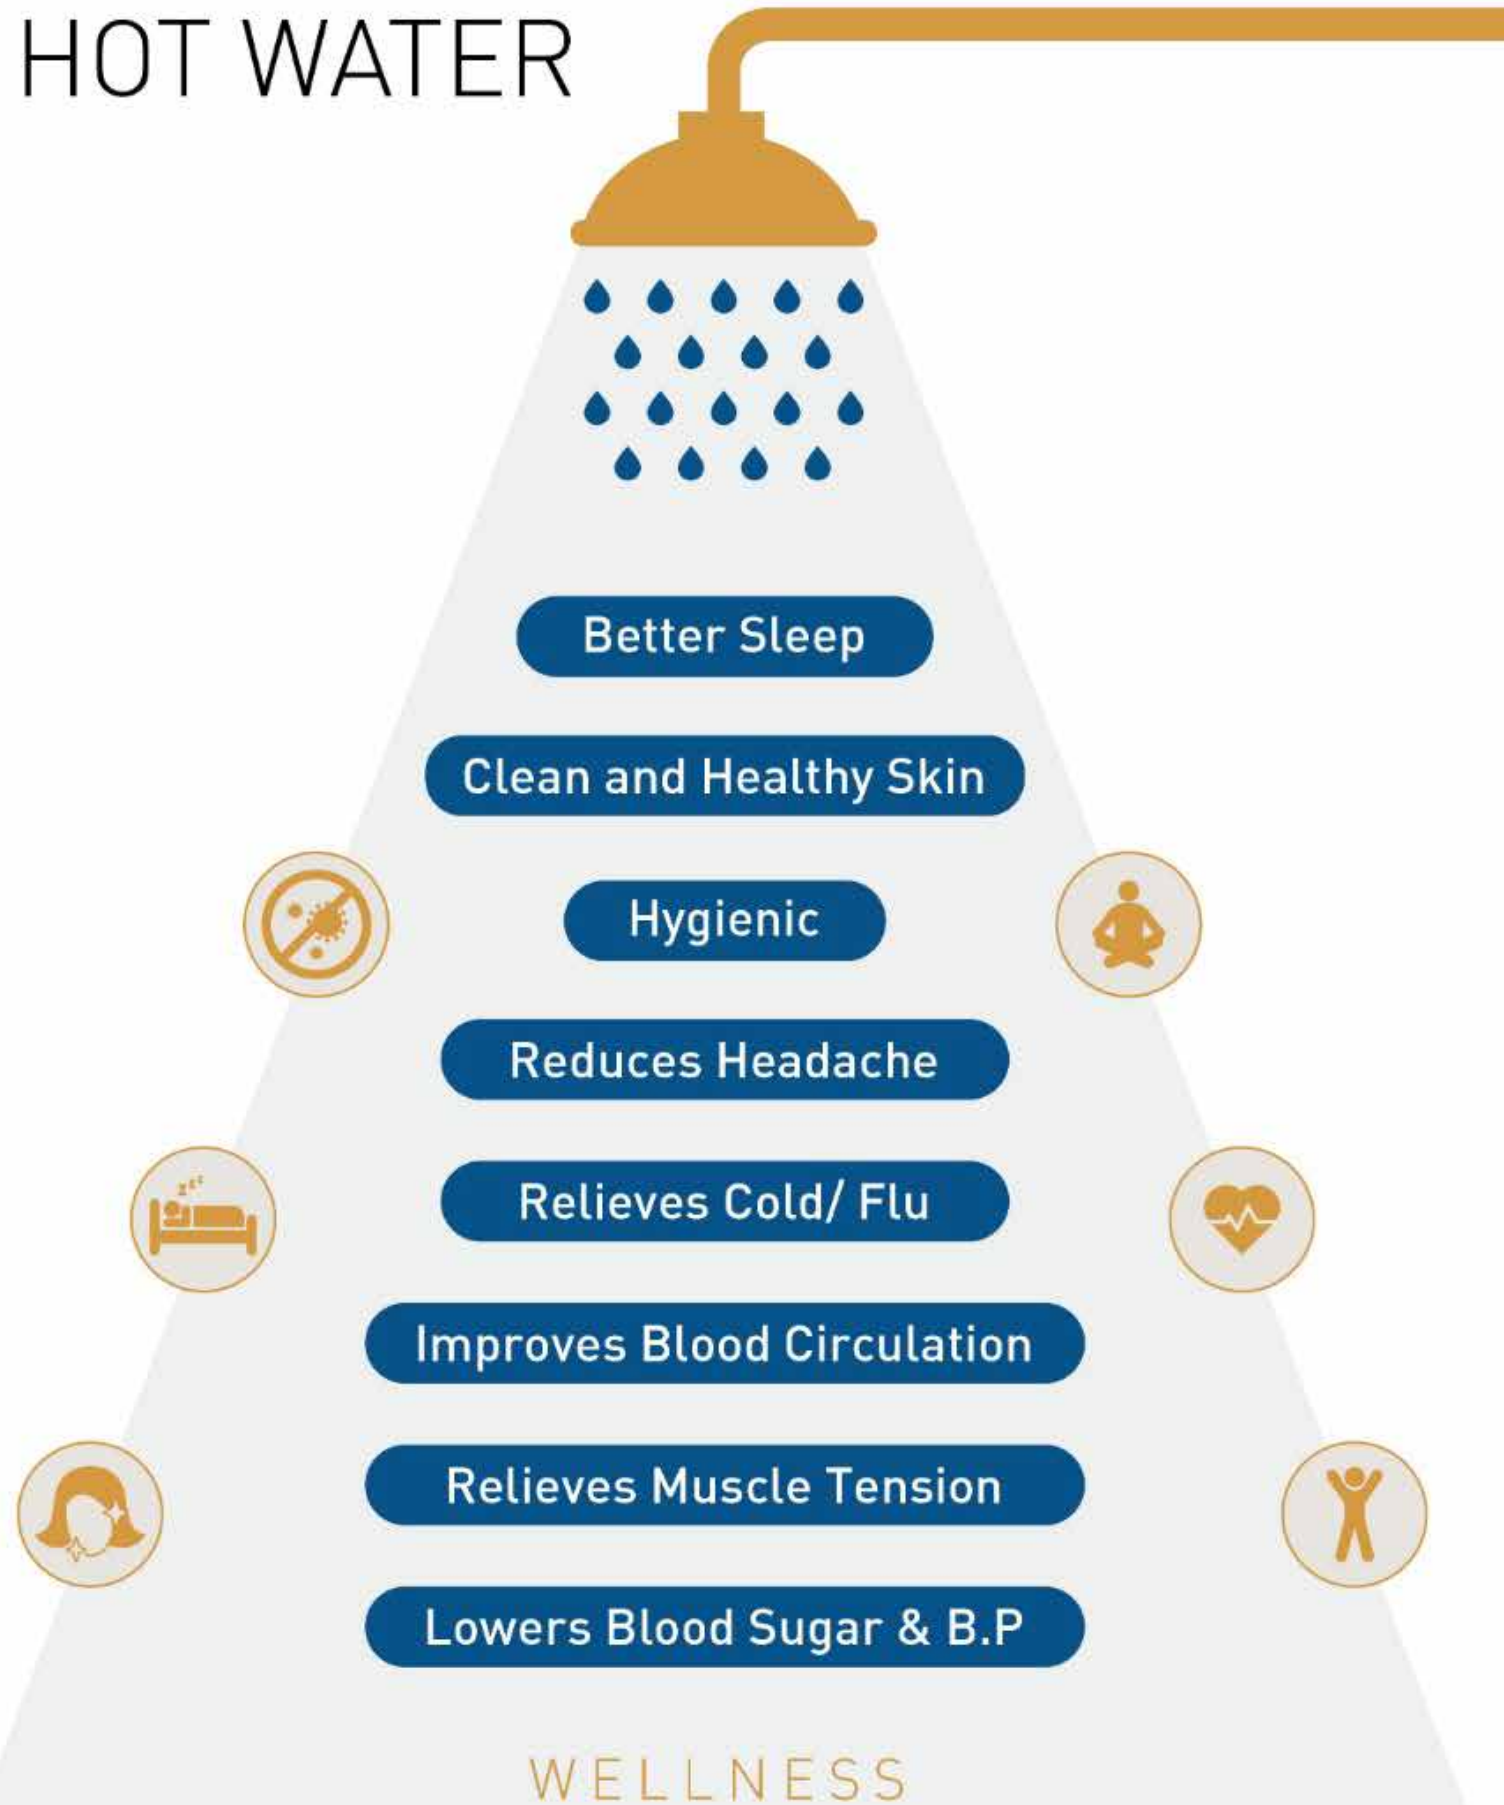 HOT WATER
Better Sleep
Clean and Healthy Skin
Hygienic
Reduces Headache
Relieves Cold/ Flu
Improves Blood Circulation
Relieves Muscle Tension
Lowers Blood Sugar & B.P
WELLNESS